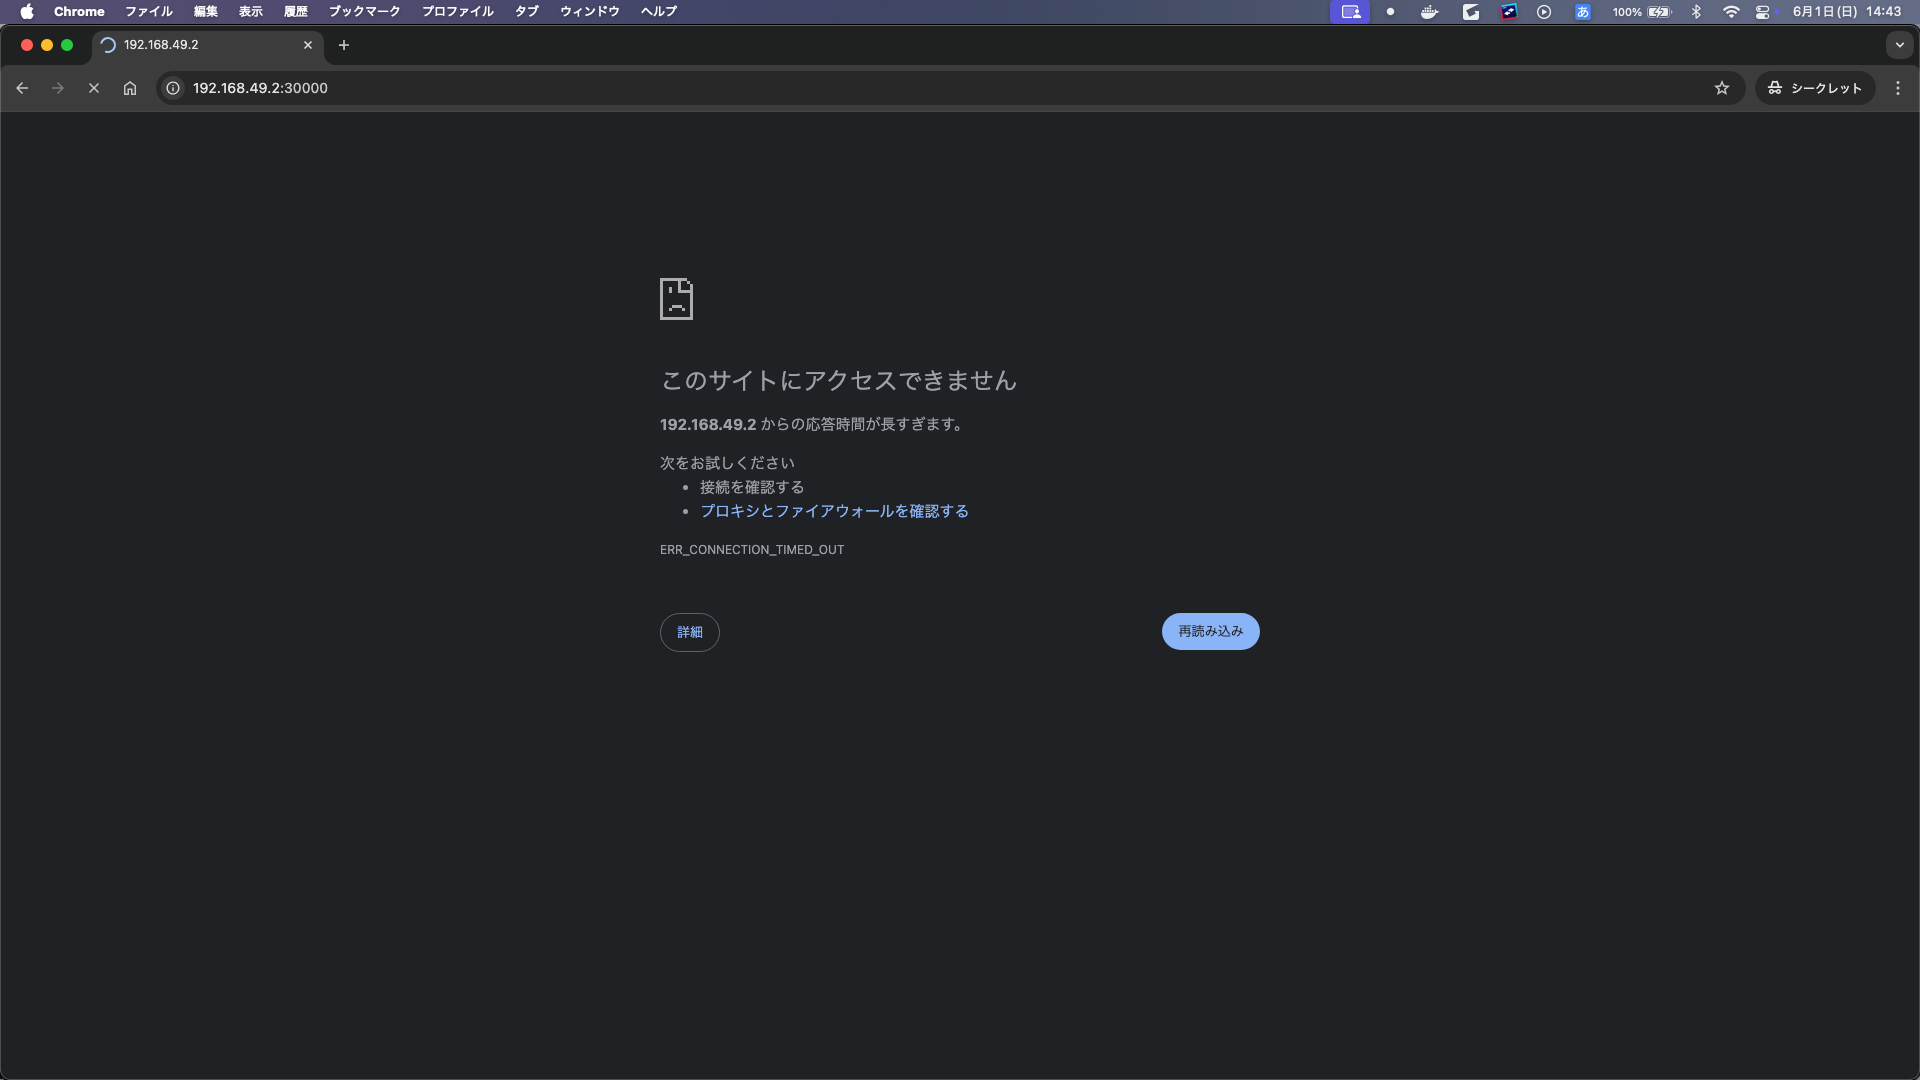 Chrome ファイル 編集 表示 履歴 ブックマーク プロファイル タブ ウィンドウ ヘルプ あ 100% 6月1日(日) 14:43
192.168.49.2
192.168.49.2:30000 シークレット
このサイトにアクセスできません
192.168.49.2 からの応答時間が長すぎます。
次をお試しください
• 接続を確認する
• プロキシとファイアウォールを確認する
ERR_CONNECTION_TIMED_OUT
詳細 再読み込み